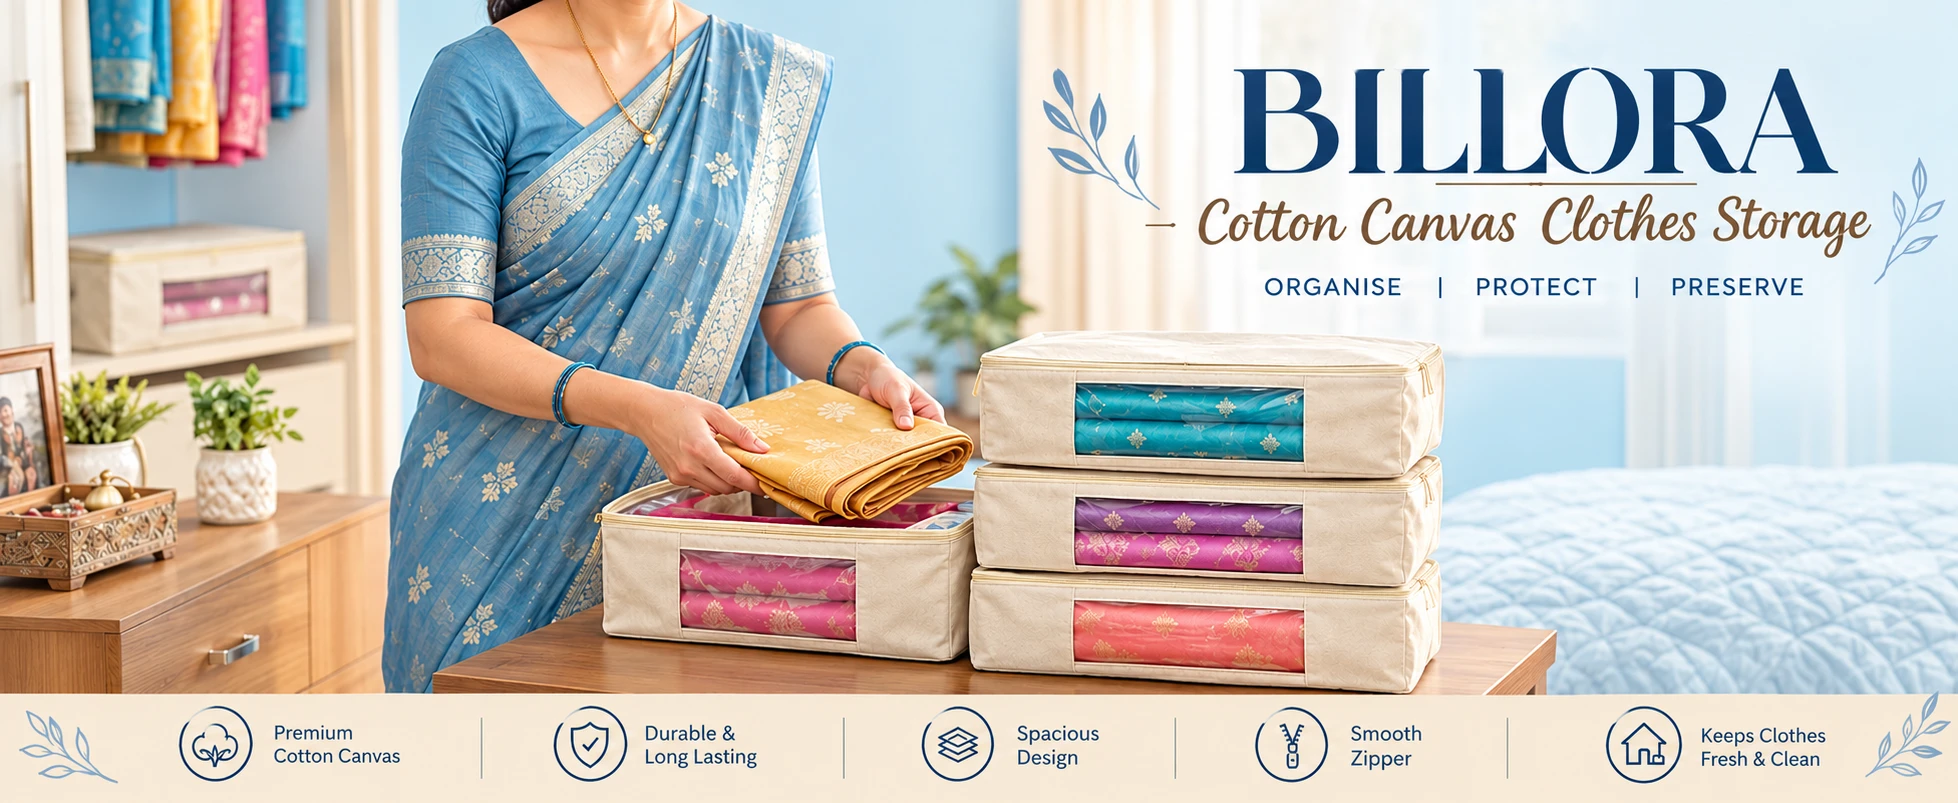 BILLORA
Cotton Canvas Clothes Storage
ORGANISE | PROTECT | PRESERVE
Premium
Cotton Canvas
Durable &
Long Lasting
Spacious
Design
Smooth
Zipper
Keeps Clothes
Fresh & Clean